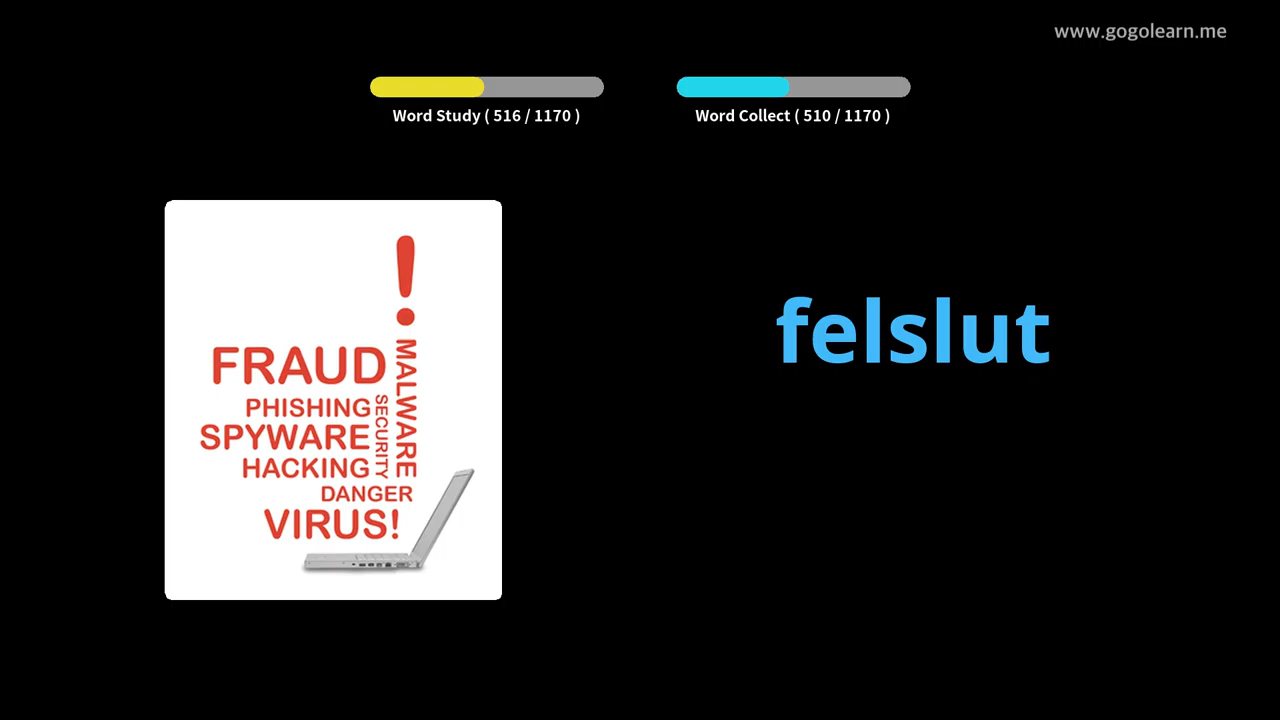 www.gogolearn.me
Word Study ( 516 / 1170 )
Word Collect ( 510 / 1170 )
!
FRAUD
MALWARE
PHISHING
SECURITY
SPYWARE
HACKING
DANGER
VIRUS!
felslut